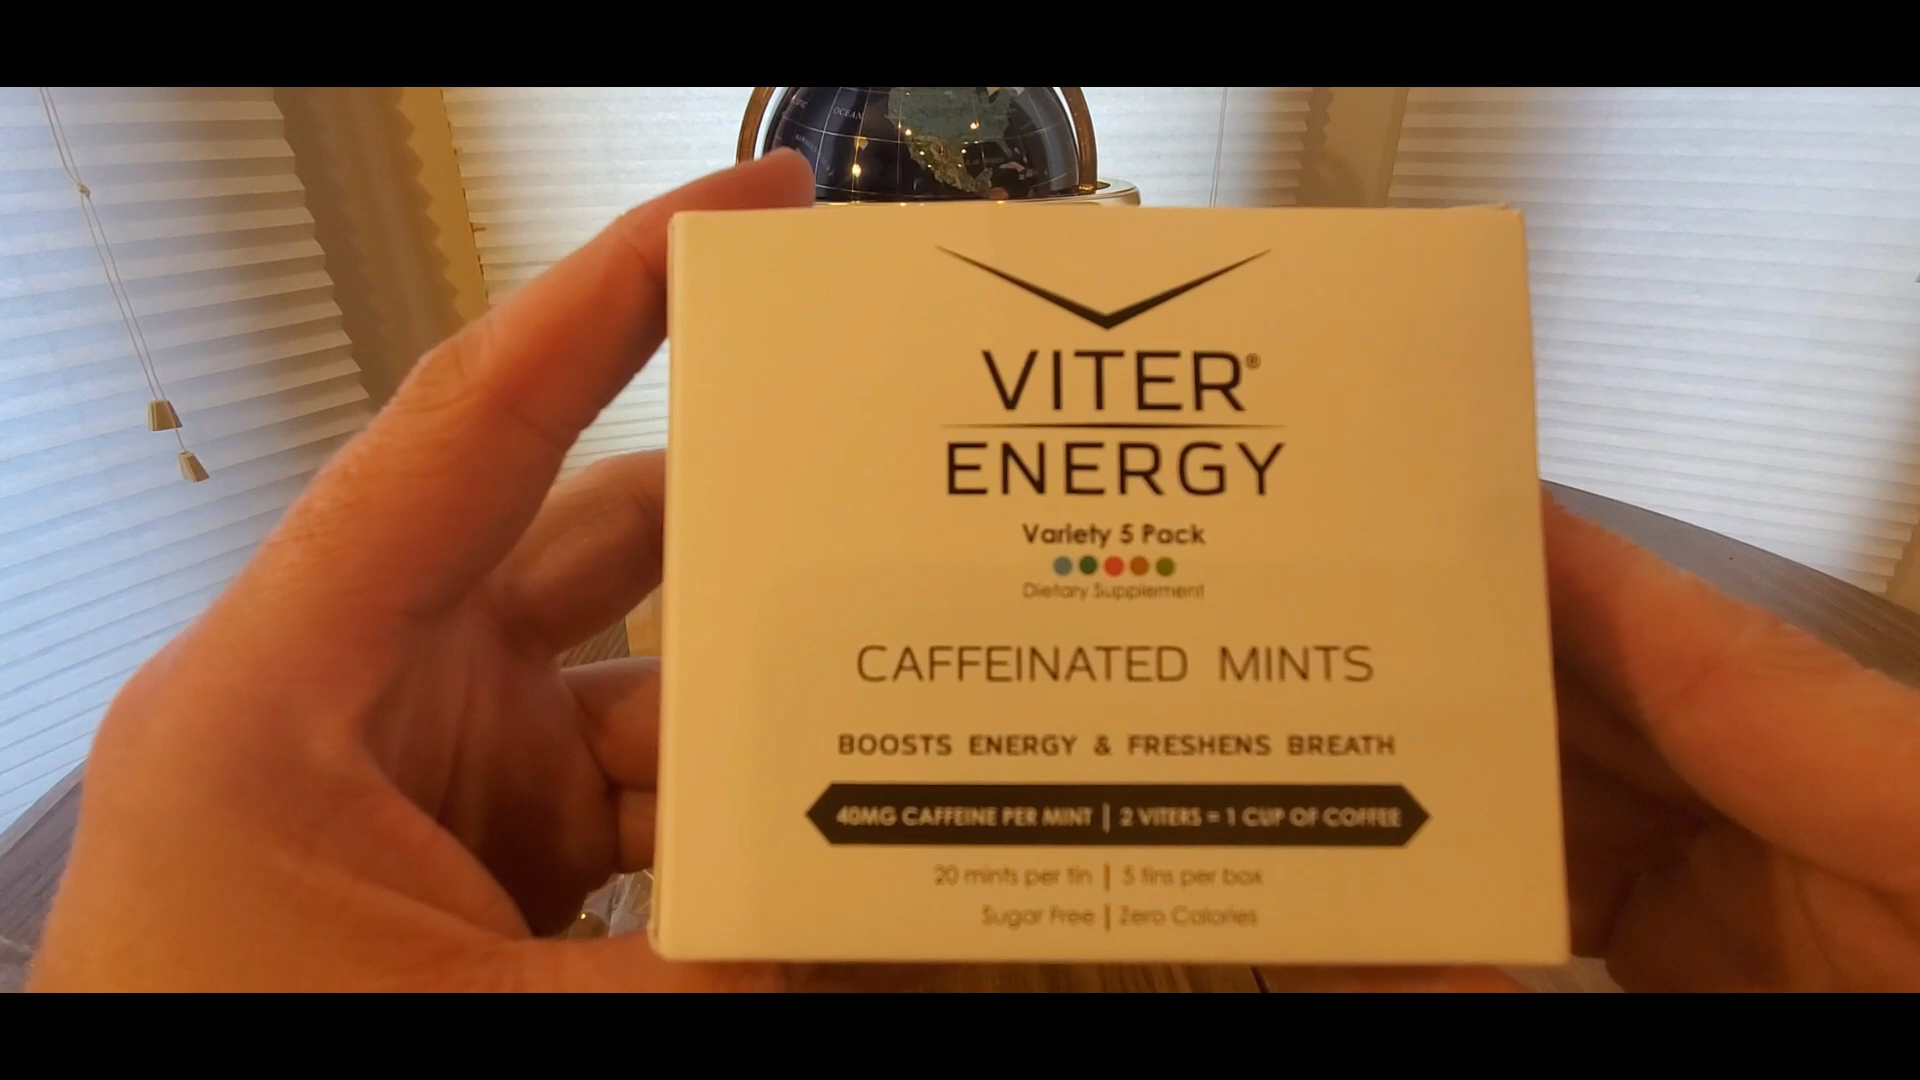 OCEAN
VITER®
ENERGY
Variety 5 Pack
Dietary Supplement
CAFFEINATED MINTS
BOOSTS ENERGY & FRESHENS BREATH
40MG CAFFEINE PER MINT | 2 VITERS = 1 CUP OF COFFEE
20 mints per tin | 5 tins per box
Sugar Free | Zero Calories